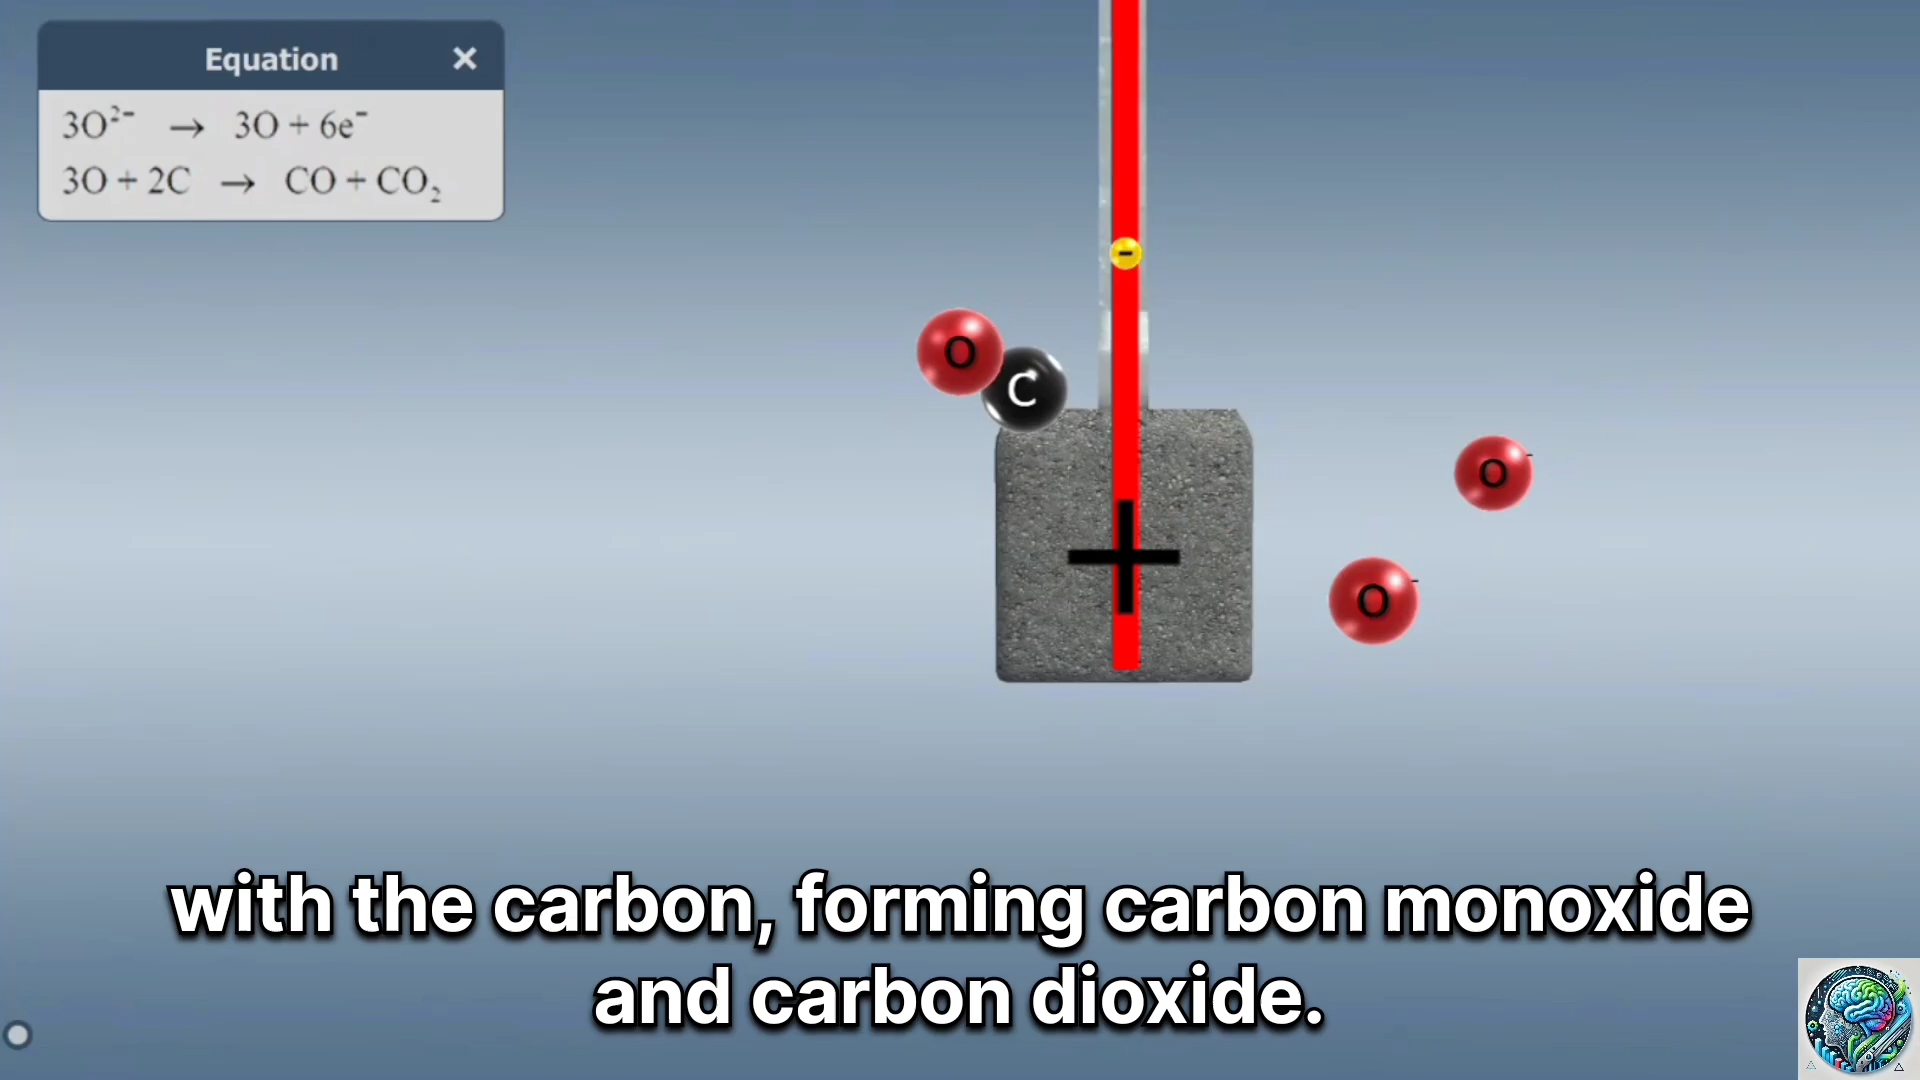 Equation ×
3O²⁻ → 3O + 6e⁻
3O + 2C → CO + CO₂
-
O
C
O -
+
O -
with the carbon, forming carbon monoxide
and carbon dioxide.